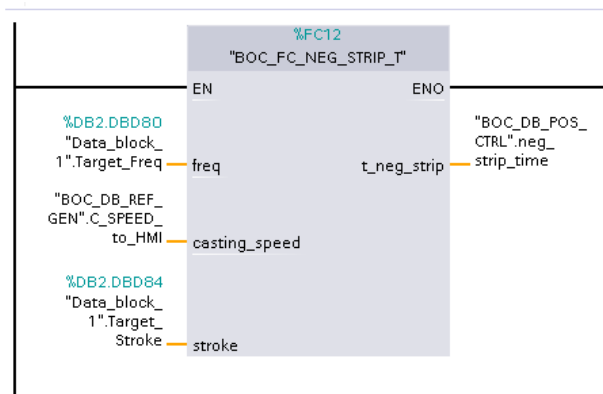 %FC12
"BOC_FC_NEG_STRIP_T"
EN
ENO
%DB2.DBD80
"Data_block_
1".Target_Freq
freq
t_neg_strip
"BOC_DB_POS_
CTRL".neg_
strip_time
"BOC_DB_REF_
GEN".C_SPEED_
to_HMI
casting_speed
%DB2.DBD84
"Data_block_
1".Target_
Stroke
stroke